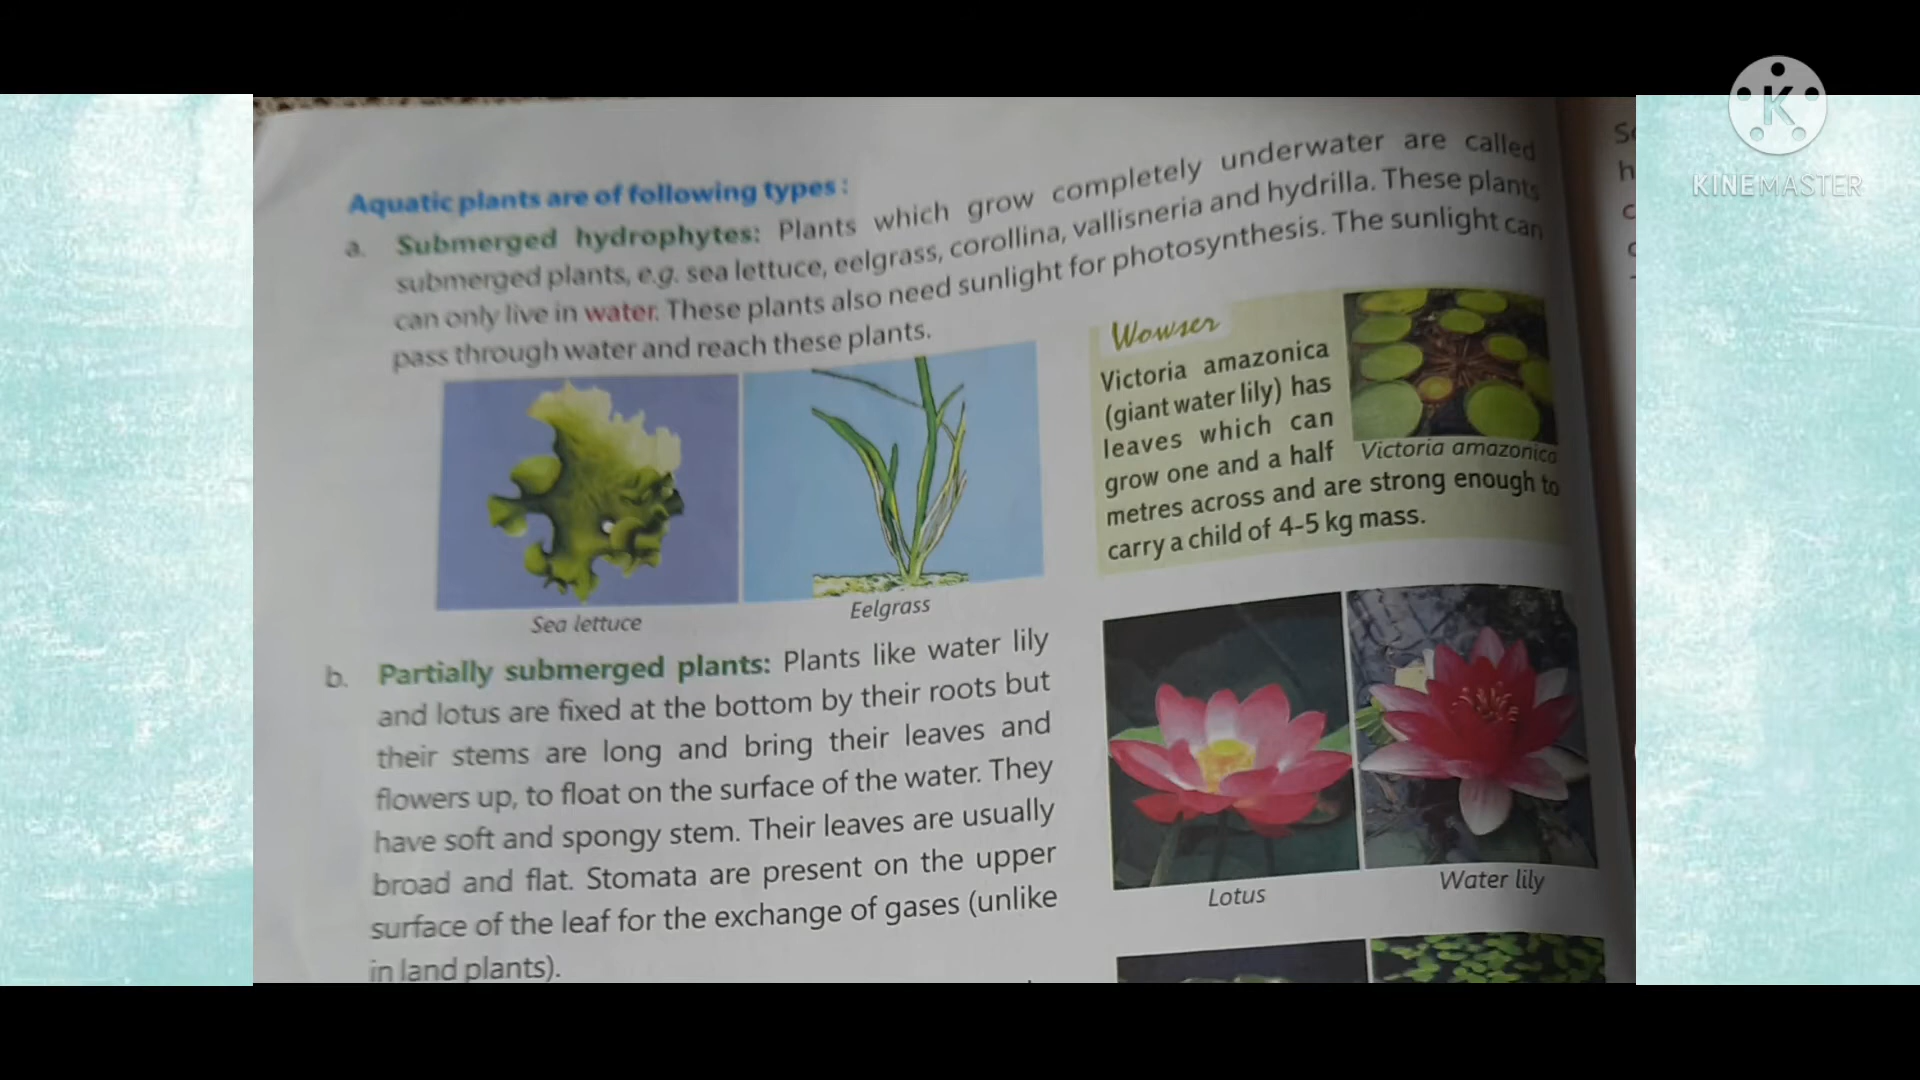 Aquatic plants are of following types :
a. Submerged hydrophytes: Plants which grow completely underwater are called
submerged plants, e.g. sea lettuce, eelgrass, corollina, vallisneria and hydrilla. These plants
can only live in water. These plants also need sunlight for photosynthesis. The sunlight can
pass through water and reach these plants.
Wowser
Victoria amazonica
(giant water lily) has
leaves which can
grow one and a half
metres across and are strong enough to
carry a child of 4-5 kg mass.
Victoria amazonica
Sea lettuce
Eelgrass
b. Partially submerged plants: Plants like water lily
and lotus are fixed at the bottom by their roots but
their stems are long and bring their leaves and
flowers up, to float on the surface of the water. They
have soft and spongy stem. Their leaves are usually
broad and flat. Stomata are present on the upper
surface of the leaf for the exchange of gases (unlike
in land plants).
Lotus
Water lily
K
KINEMASTER